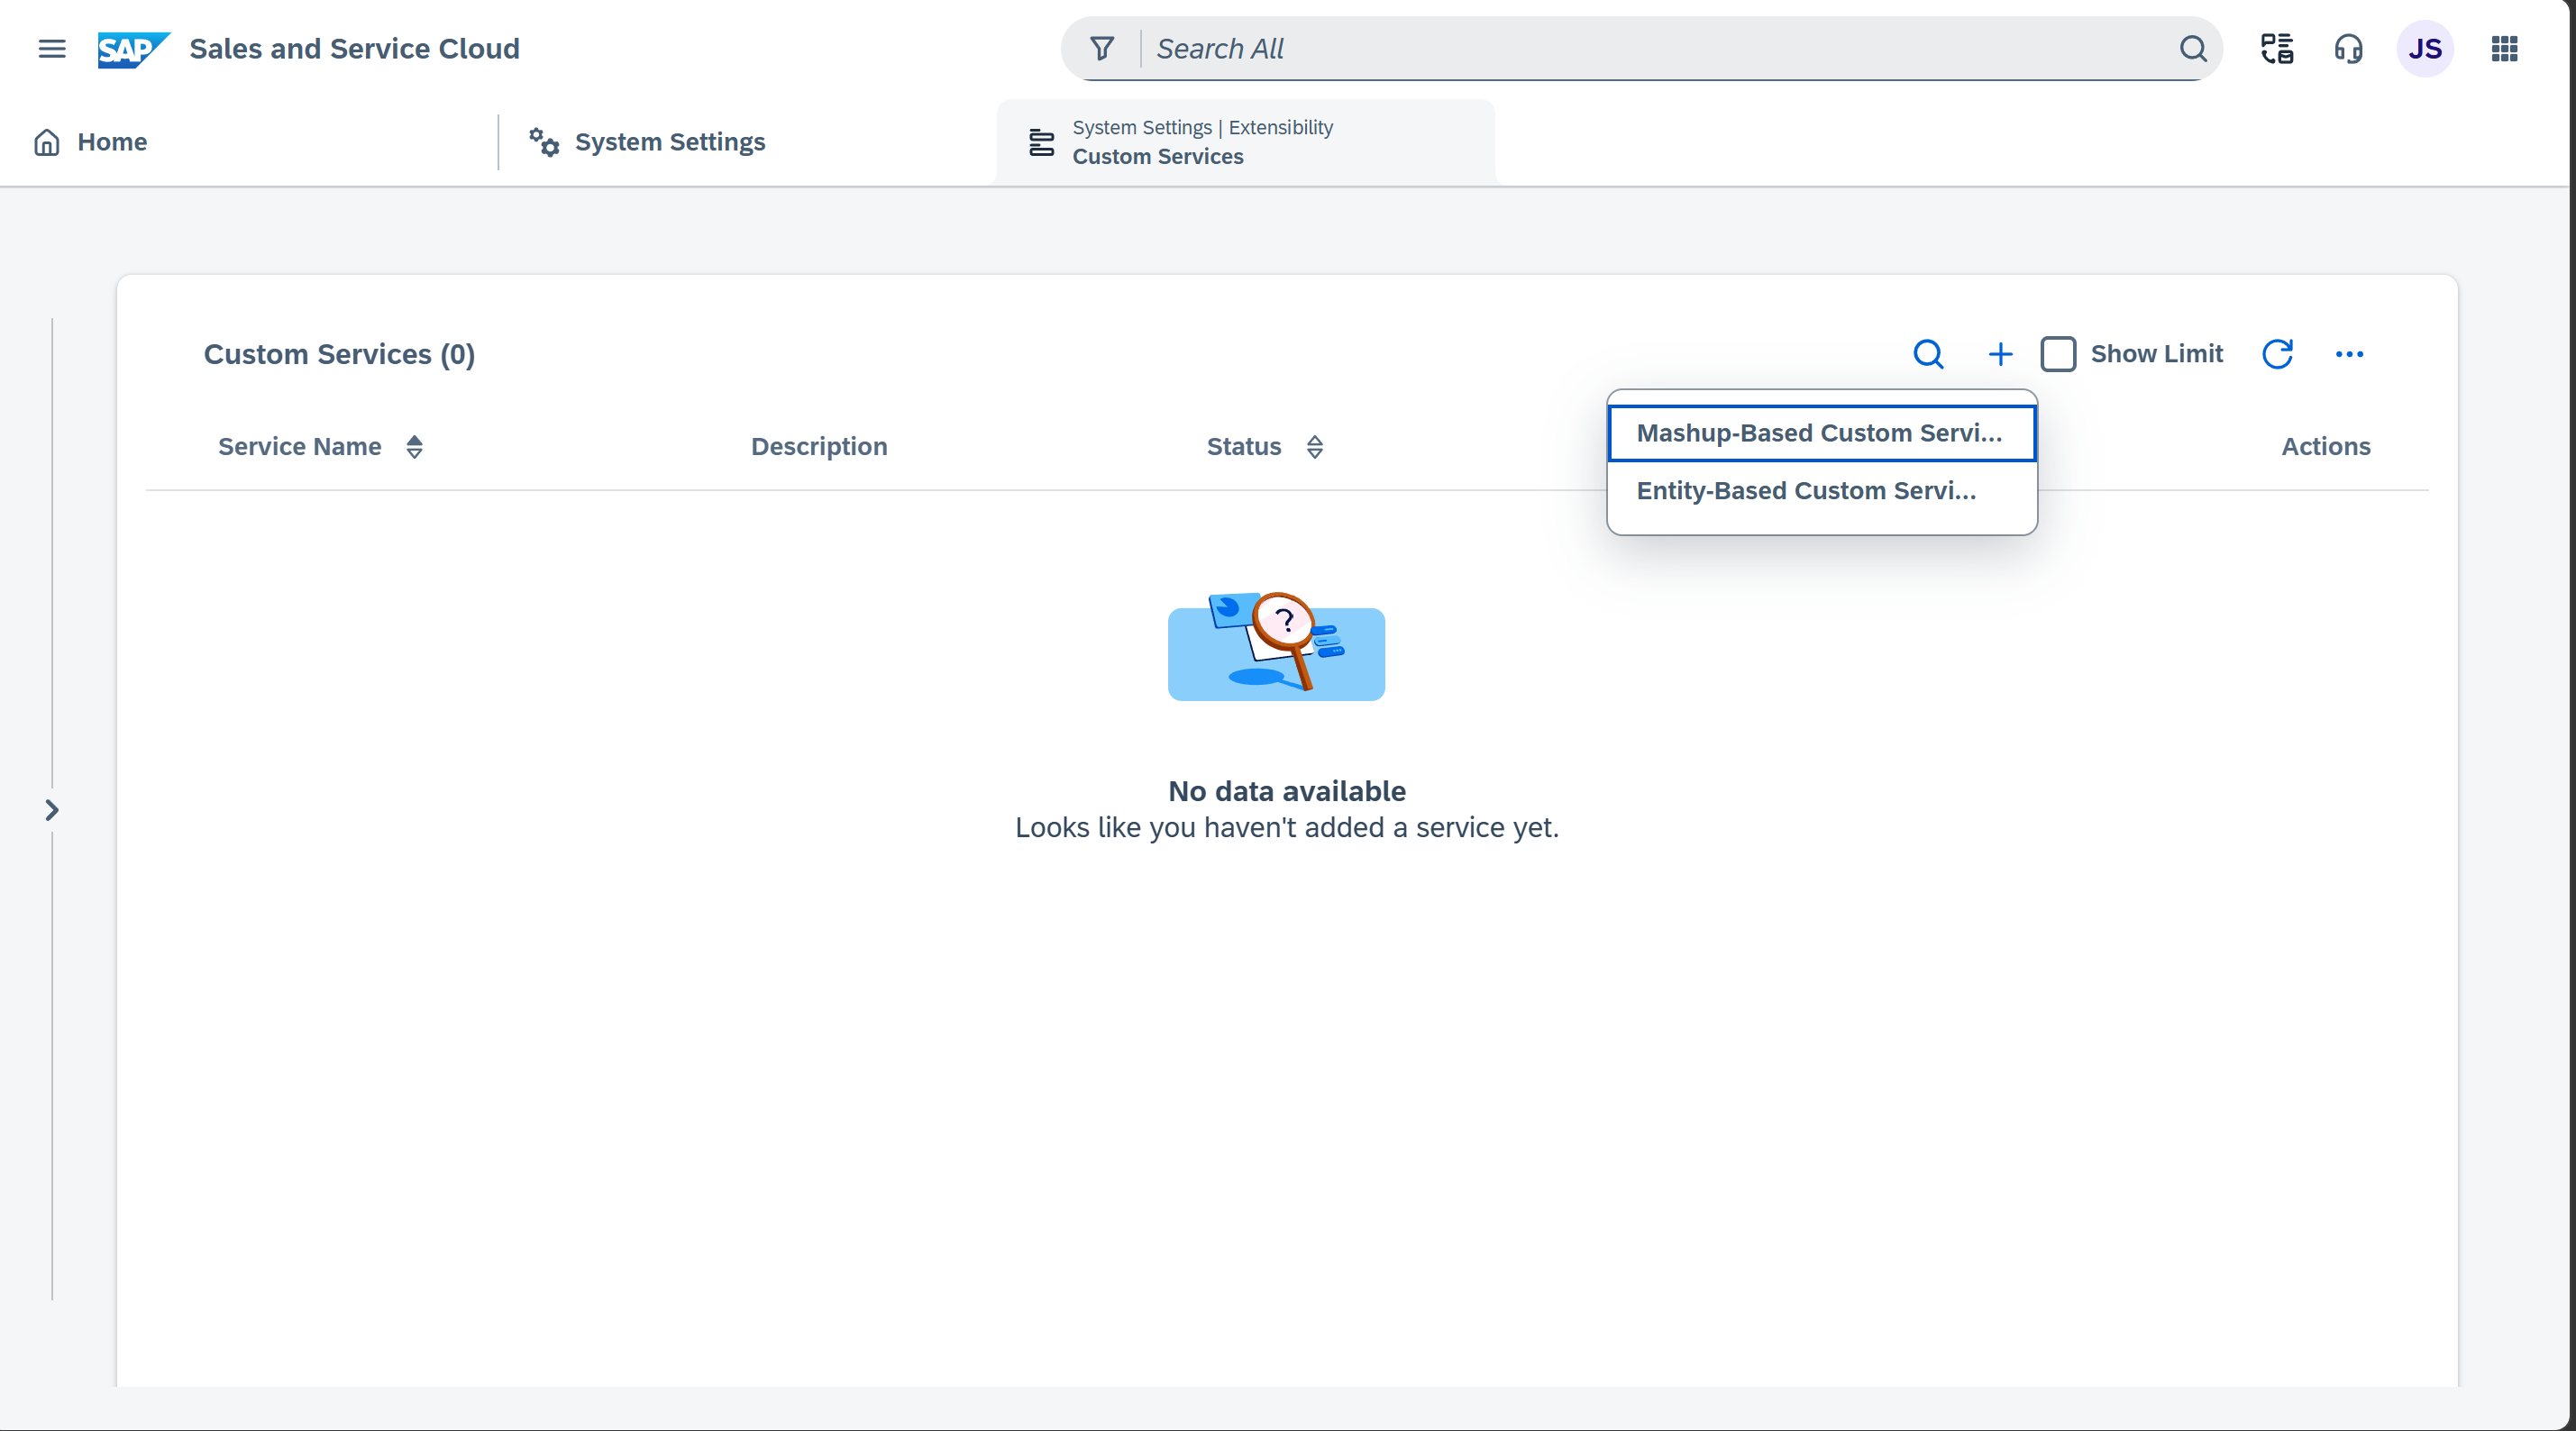 SAP Sales and Service Cloud
Search All
JS
Home
System Settings
System Settings | Extensibility
Custom Services
Custom Services (0)
Show Limit
Service Name
Description
Status
Actions
Mashup-Based Custom Servi...
Entity-Based Custom Servi...
?
No data available
Looks like you haven't added a service yet.